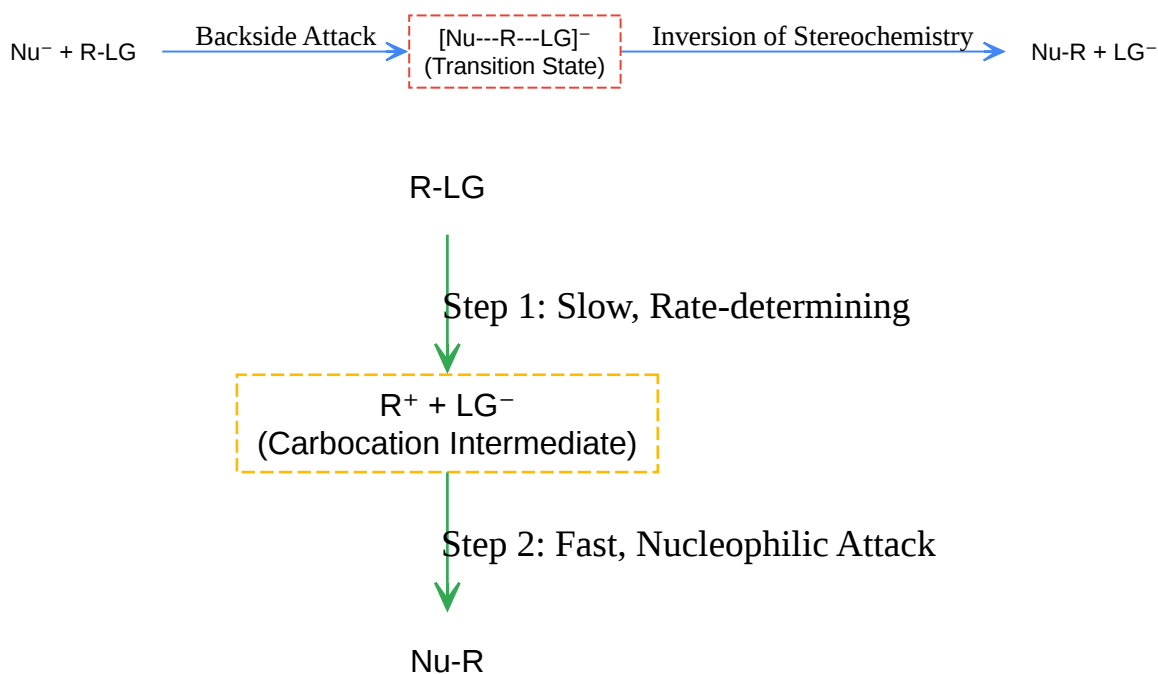 Nu⁻ + R-LG
Backside Attack
[Nu---R---LG]⁻
(Transition State)
Inversion of Stereochemistry
Nu-R + LG⁻
R-LG
Step 1: Slow, Rate-determining
R⁺ + LG⁻
(Carbocation Intermediate)
Step 2: Fast, Nucleophilic Attack
Nu-R